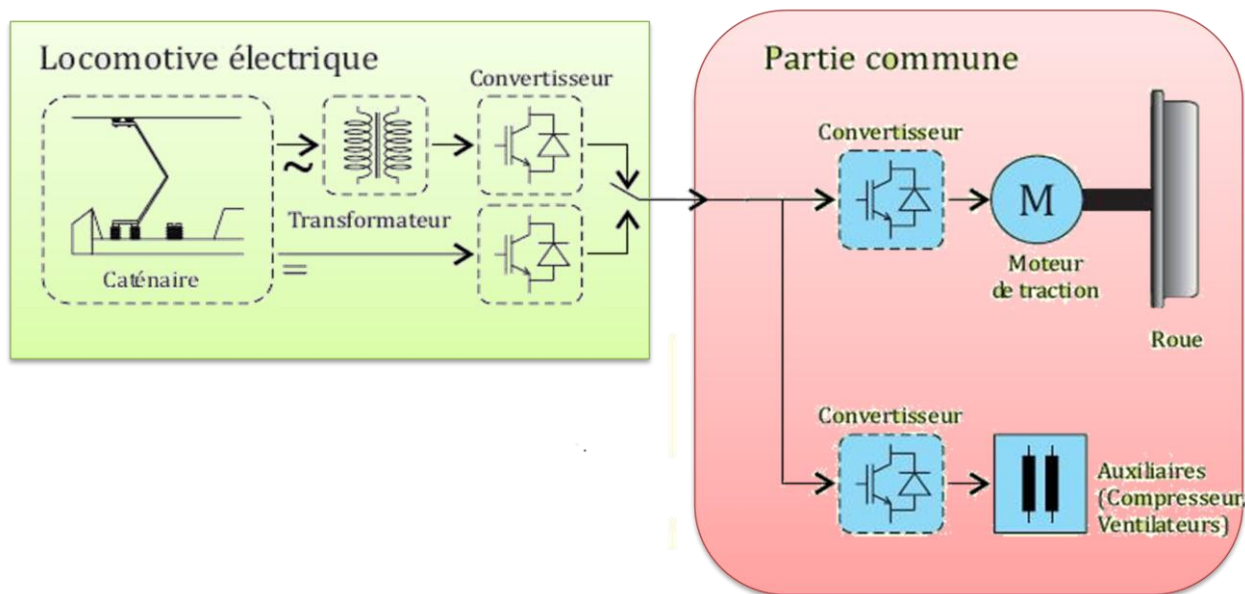 Locomotive électrique
Convertisseur
~
Transformateur
Caténaire
=
Partie commune
Convertisseur
M
Moteur
de traction
Roue
Convertisseur
Auxiliaires
(Compresseur,
Ventilateurs)